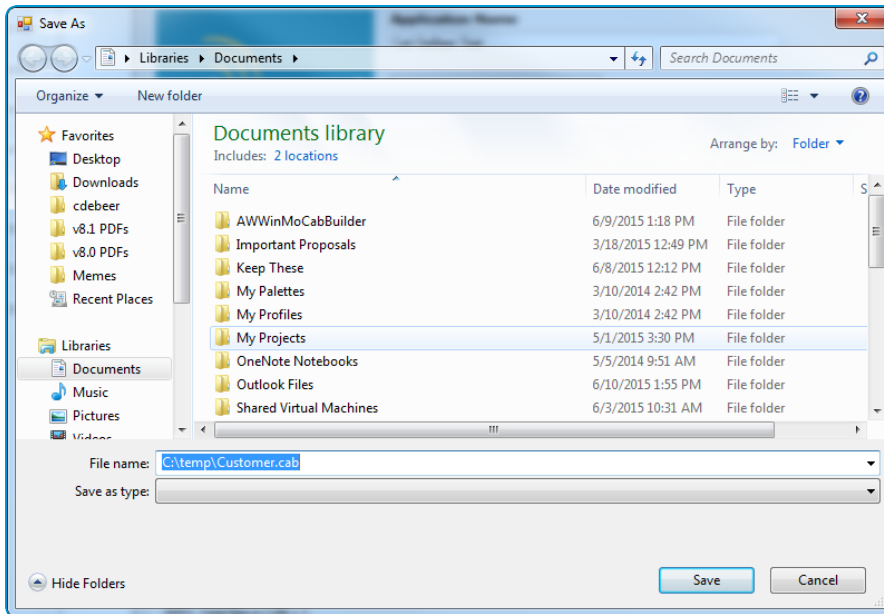 Save As
Application Name
Libraries Documents
Search Documents
Organize New folder
Favorites
Desktop
Downloads
cdebeer
v8.1 PDFs
v8.0 PDFs
Memes
Recent Places
Libraries
Documents
Music
Pictures
Videos
Documents library
Includes: 2 locations
Arrange by: Folder
Name Date modified Type S
AWWinMoCabBuilder 6/9/2015 1:18 PM File folder
Important Proposals 3/18/2015 12:49 PM File folder
Keep These 6/8/2015 12:12 PM File folder
My Palettes 3/10/2014 2:42 PM File folder
My Profiles 3/10/2014 2:42 PM File folder
My Projects 5/1/2015 3:30 PM File folder
OneNote Notebooks 5/5/2014 9:51 AM File folder
Outlook Files 6/10/2015 1:55 PM File folder
Shared Virtual Machines 6/3/2015 10:31 AM File folder
File name: C:\temp\Customer.cab
Save as type:
Hide Folders
Save Cancel